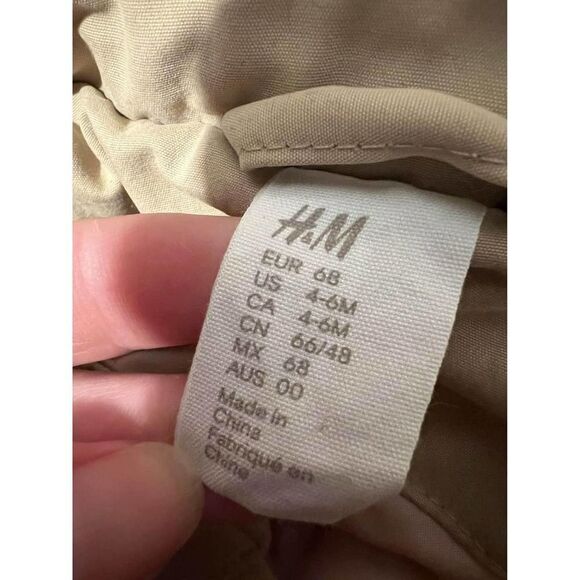 H&M
EUR 68
US 4-6M
CA 4-6M
CN 66/48
MX 68
AUS 00
Made in
China
Fabriqué en
Chine